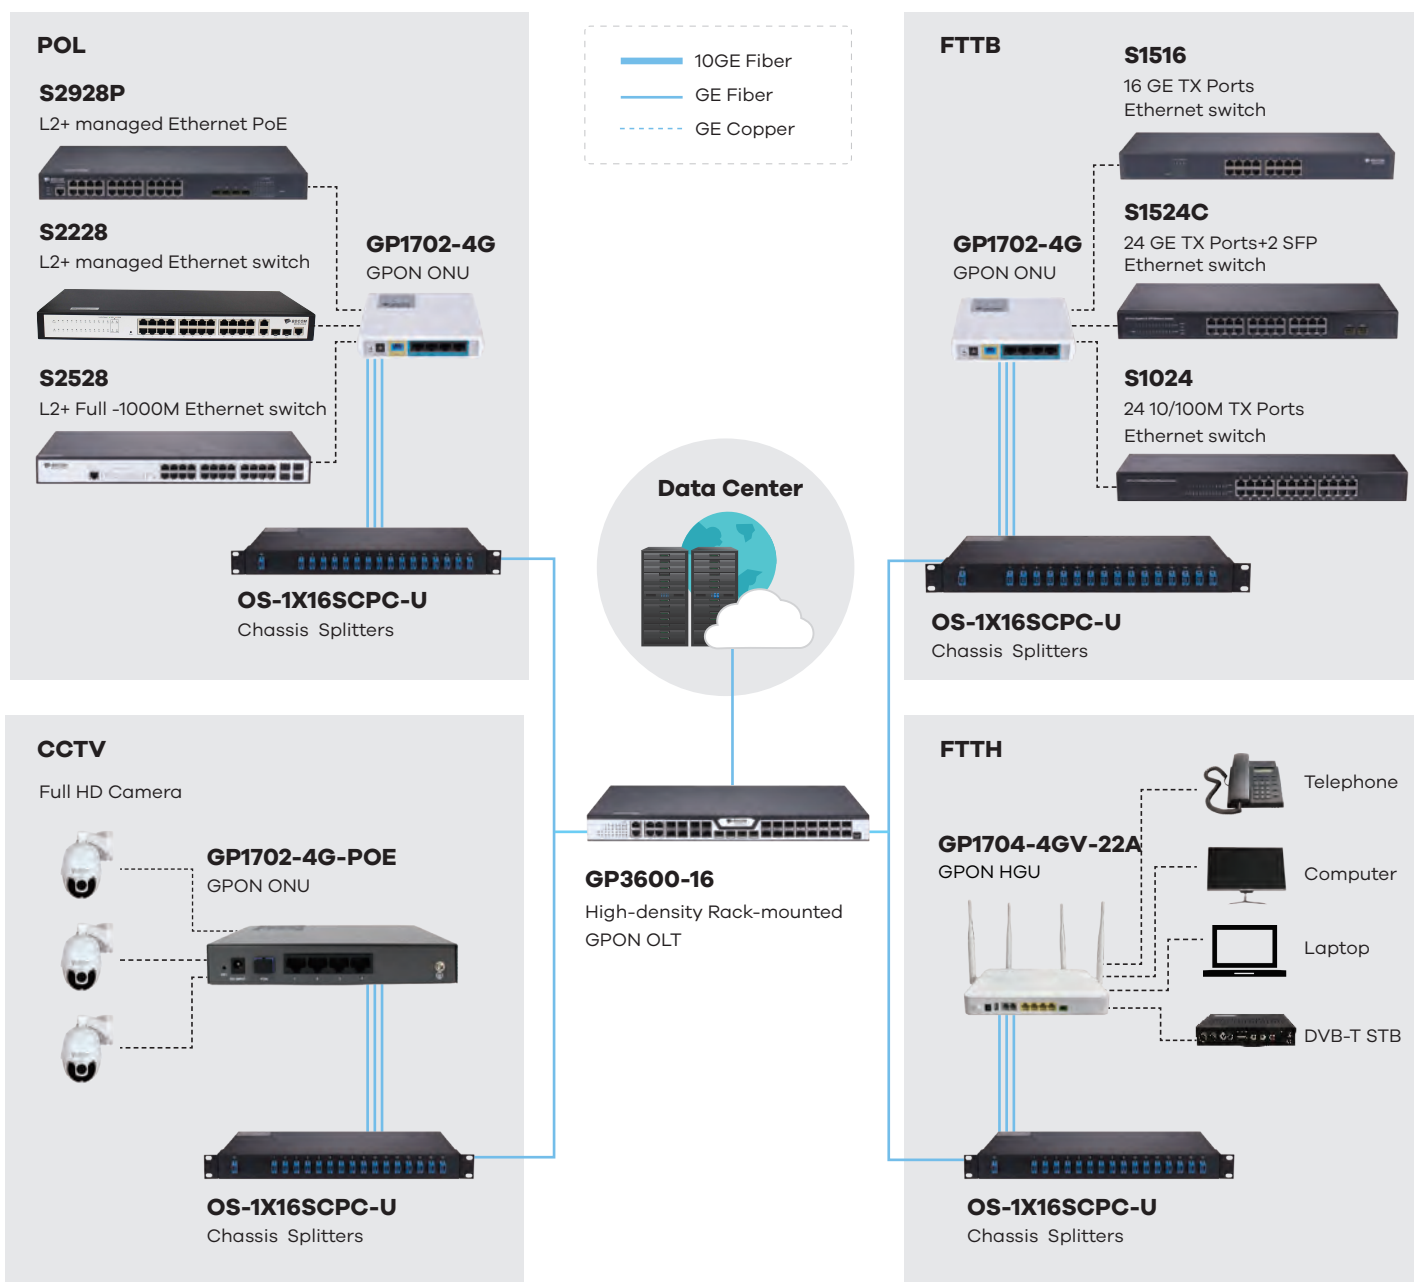 POL
S2928P
L2+ managed Ethernet PoE
S2228
L2+ managed Ethernet switch
GP1702-4G
GPON ONU
S2528
L2+ Full -1000M Ethernet switch
OS-1X16SCPC-U
Chassis Splitters
10GE Fiber
GE Fiber
GE Copper
FTTB
S1516
16 GE TX Ports
Ethernet switch
S1524C
24 GE TX Ports+2 SFP
Ethernet switch
GP1702-4G
GPON ONU
S1024
24 10/100M TX Ports
Ethernet switch
OS-1X16SCPC-U
Chassis Splitters
Data Center
CCTV
Full HD Camera
GP1702-4G-POE
GPON ONU
OS-1X16SCPC-U
Chassis Splitters
GP3600-16
High-density Rack-mounted
GPON OLT
FTTH
Telephone
GP1704-4GV-22A
GPON HGU
Computer
Laptop
DVB-T STB
OS-1X16SCPC-U
Chassis Splitters